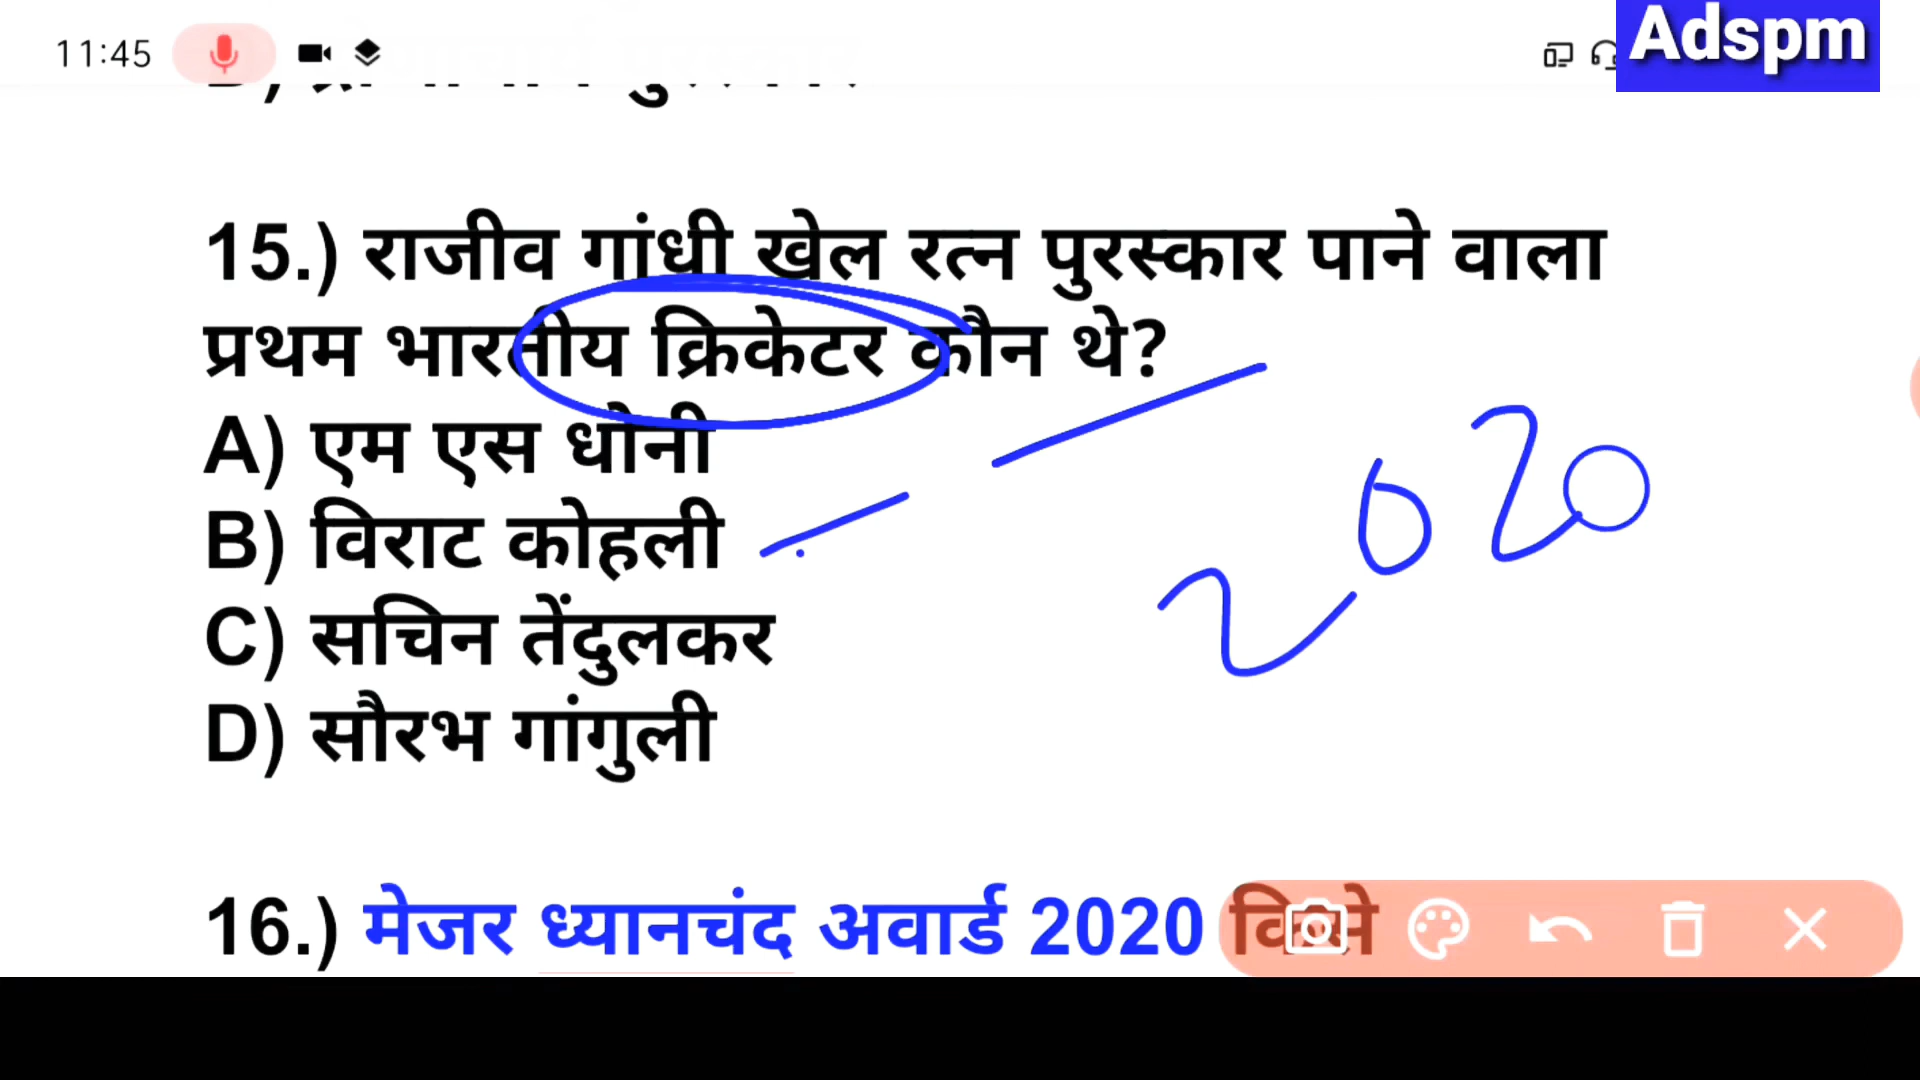 11:45
Adspm
15.) राजीव गांधी खेल रत्न पुरस्कार पाने वाला
प्रथम भारतीय क्रिकेटर कौन थे?
A) एम एस धोनी
B) विराट कोहली
C) सचिन तेंदुलकर
D) सौरभ गांगुली
2020
16.) मेजर ध्यानचंद अवार्ड 2020 किसे